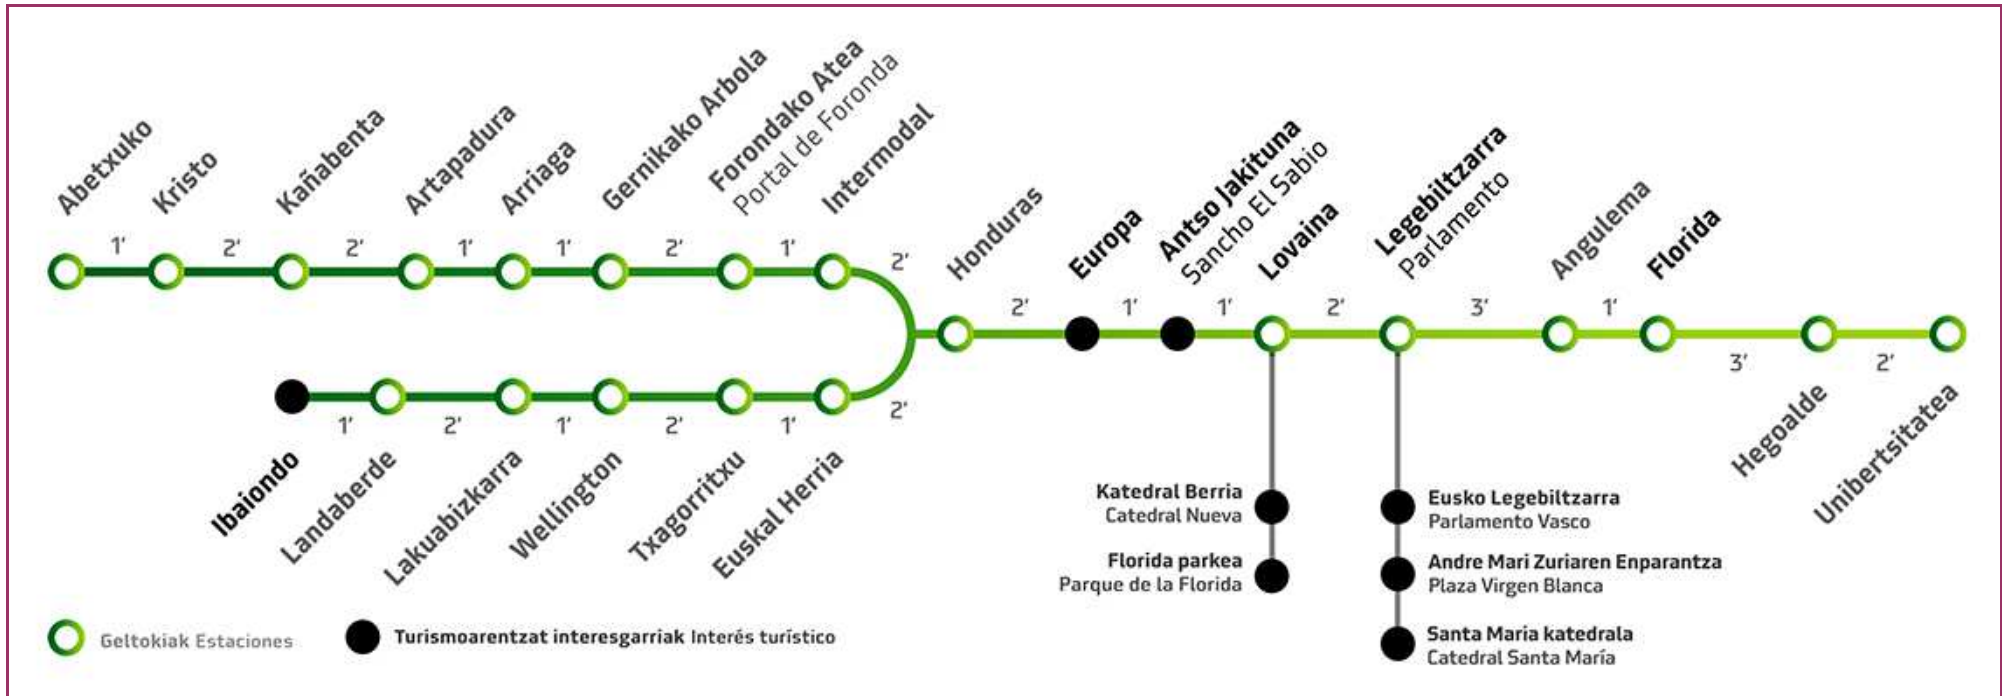 Abetxuko
Kristo
Kañabenta
Artapadura
Arriaga
Gernikako Arbola
Forondako Atea
Portal de Foronda
Intermodal
1’
2’
2’
1’
1’
2’
1’
2’
Honduras
Europa
Antso Jakituna
Sancho El Sabio
Lovaina
Legebiltzarra
Parlamento
Angulema
Florida
2’
1’
1’
2’
3’
1’
3’
2’
Hegoalde
Unibertsitatea
1’
2’
1’
2’
1’
2’
Ibaiondo
Landaberde
Lakuabizkarra
Wellington
Txagorritxu
Euskal Herria
Katedral Berria
Catedral Nueva
Florida parkea
Parque de la Florida
Eusko Legebiltzarra
Parlamento Vasco
Andre Mari Zuriaren Enparantza
Plaza Virgen Blanca
Santa Maria katedrala
Catedral Santa María
Geltokiak Estaciones
Turismoarentzat interesgarriak Interés turístico